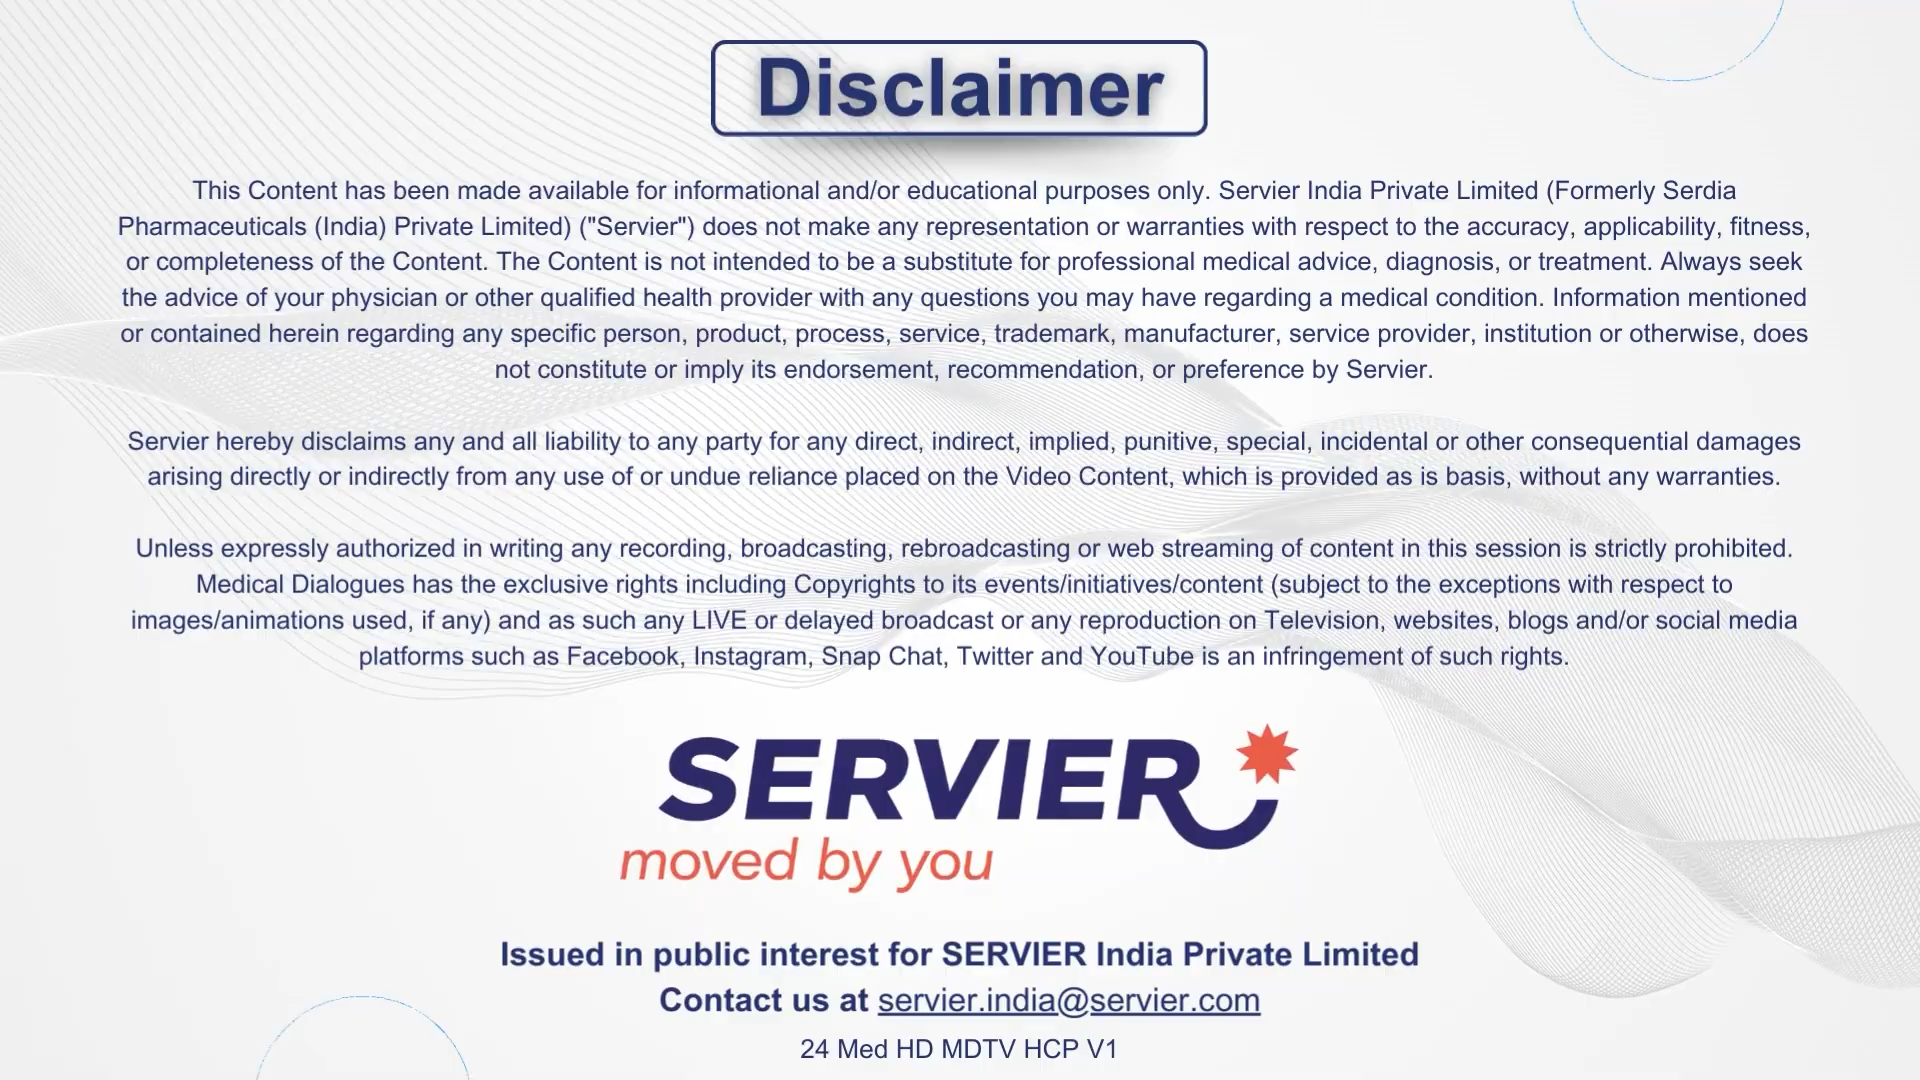 Disclaimer
This Content has been made available for informational and/or educational purposes only. Servier India Private Limited (Formerly Serdia
Pharmaceuticals (India) Private Limited) ("Servier") does not make any representation or warranties with respect to the accuracy, applicability, fitness,
or completeness of the Content. The Content is not intended to be a substitute for professional medical advice, diagnosis, or treatment. Always seek
the advice of your physician or other qualified health provider with any questions you may have regarding a medical condition. Information mentioned
or contained herein regarding any specific person, product, process, service, trademark, manufacturer, service provider, institution or otherwise, does
not constitute or imply its endorsement, recommendation, or preference by Servier.
Servier hereby disclaims any and all liability to any party for any direct, indirect, implied, punitive, special, incidental or other consequential damages
arising directly or indirectly from any use of or undue reliance placed on the Video Content, which is provided as is basis, without any warranties.
Unless expressly authorized in writing any recording, broadcasting, rebroadcasting or web streaming of content in this session is strictly prohibited.
Medical Dialogues has the exclusive rights including Copyrights to its events/initiatives/content (subject to the exceptions with respect to
images/animations used, if any) and as such any LIVE or delayed broadcast or any reproduction on Television, websites, blogs and/or social media
platforms such as Facebook, Instagram, Snap Chat, Twitter and YouTube is an infringement of such rights.
SERVIER
moved by you
Issued in public interest for SERVIER India Private Limited
Contact us at servier.india@servier.com
24 Med HD MDTV HCP V1